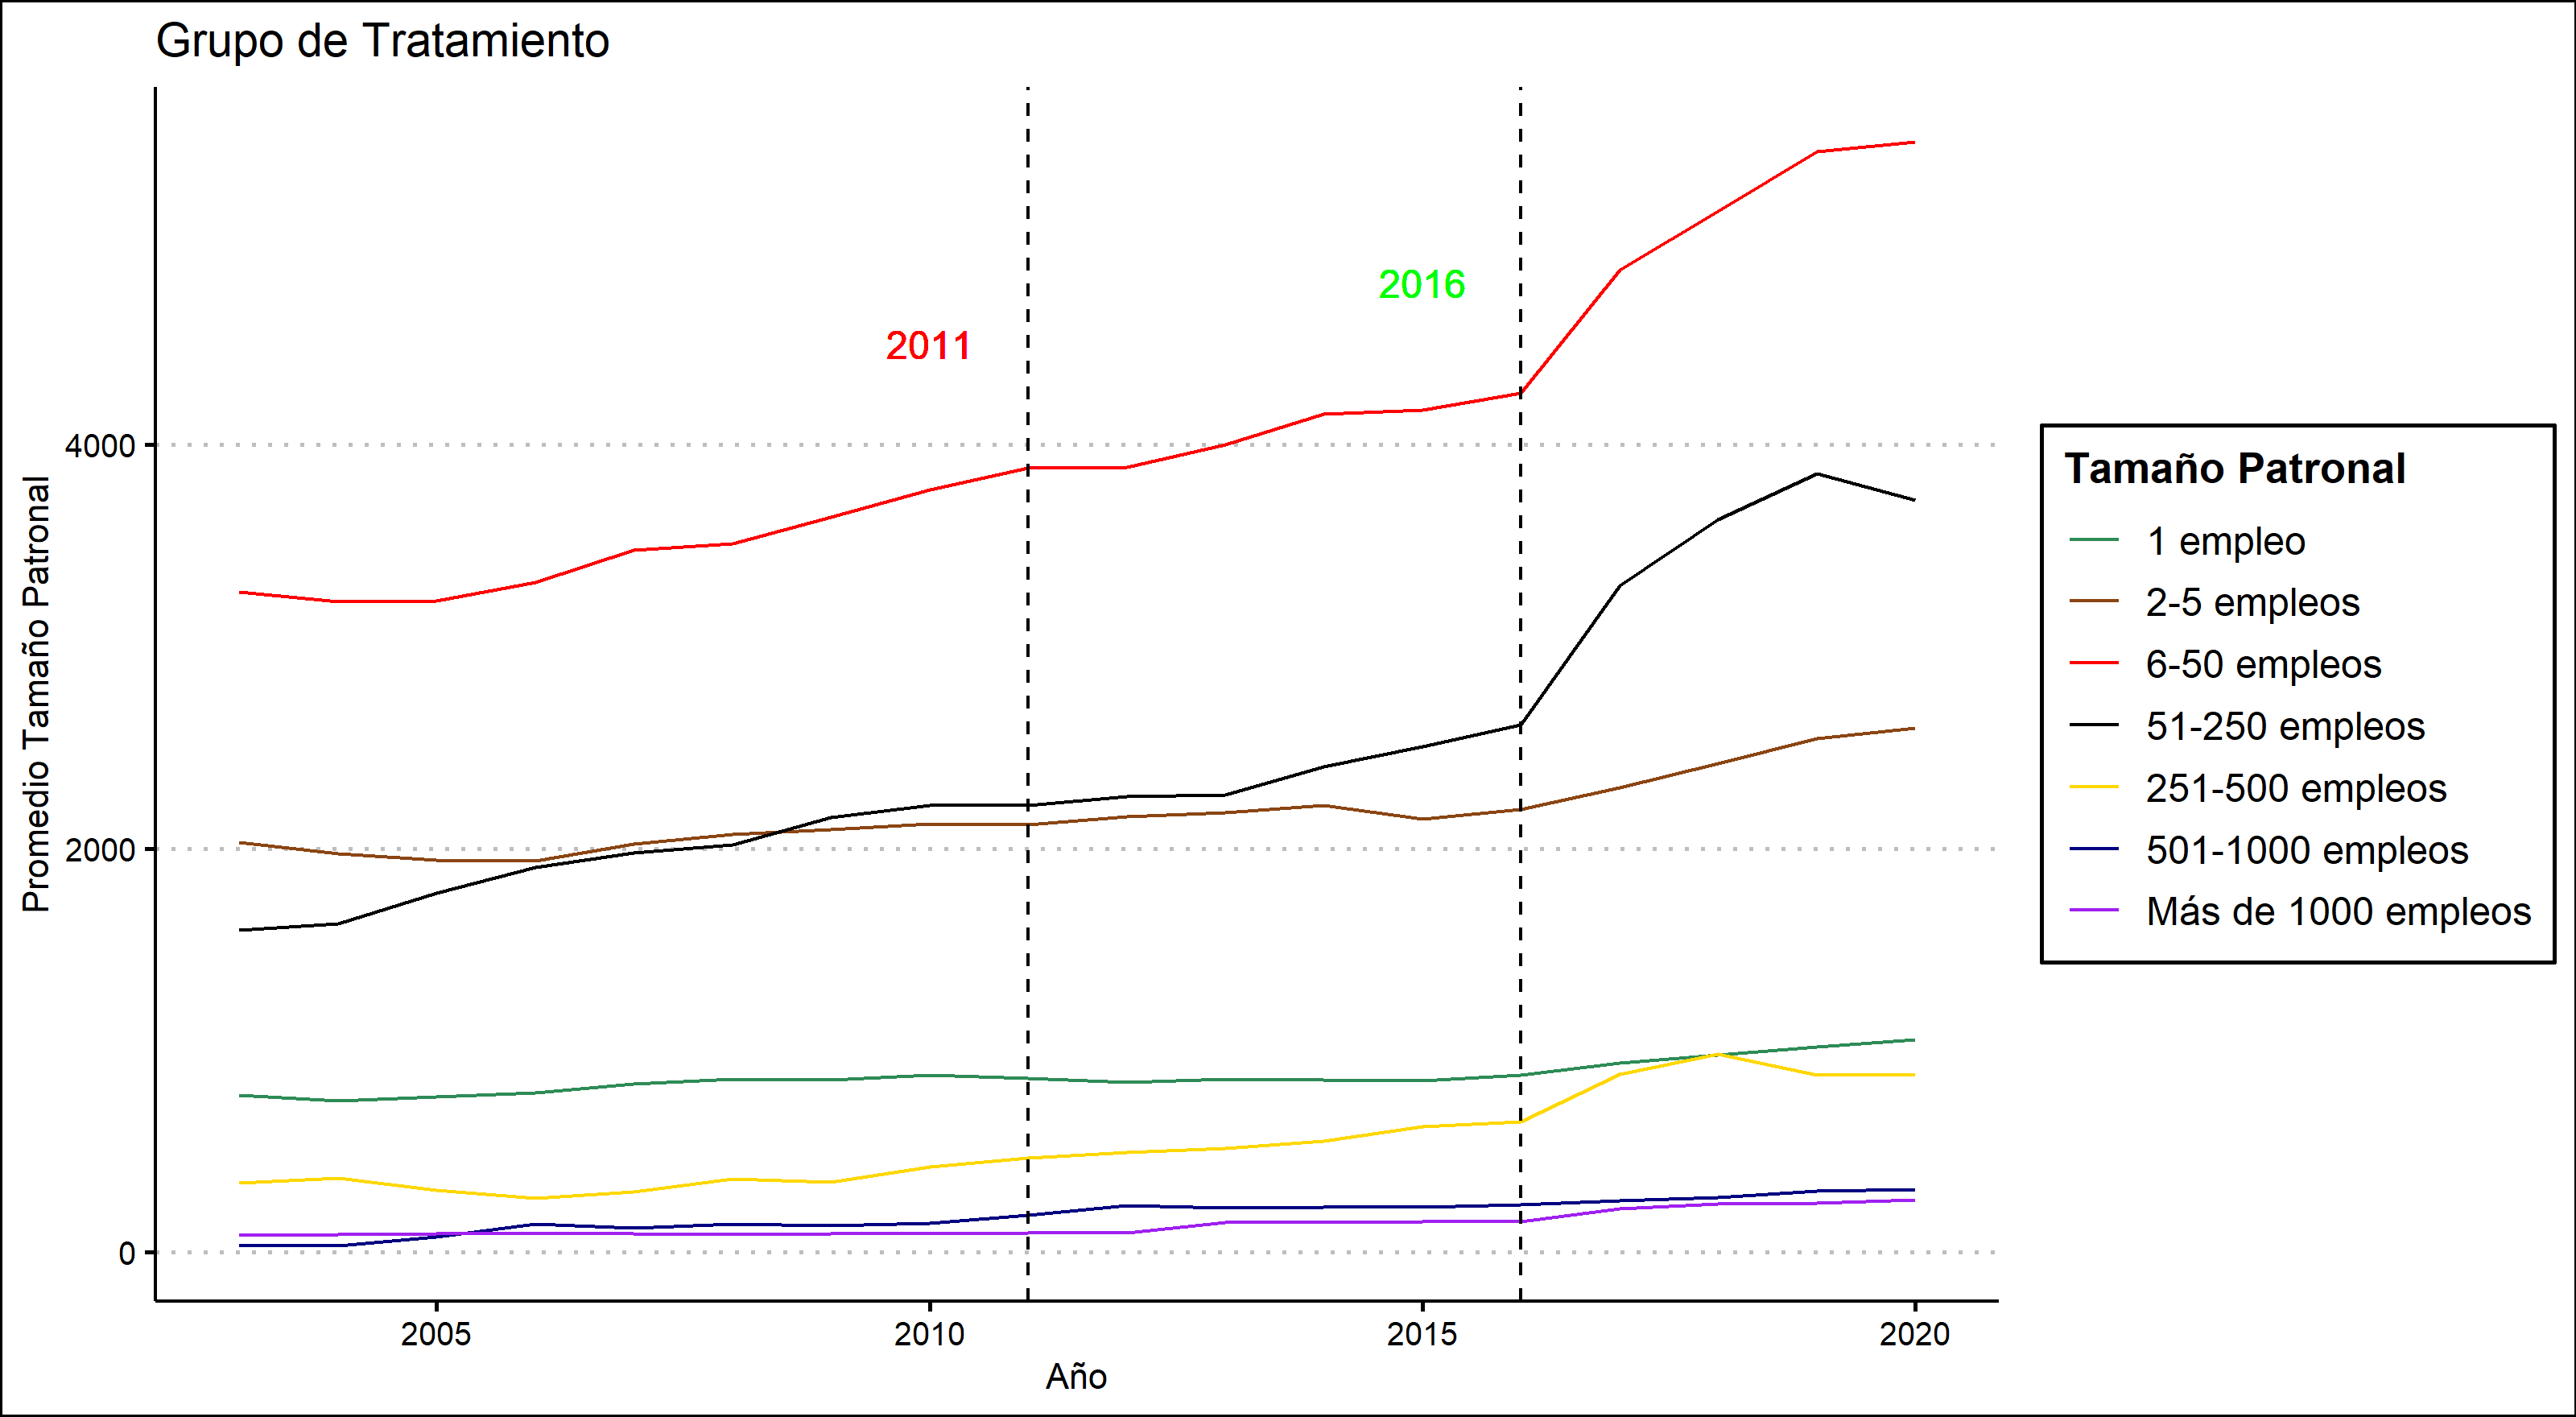 Grupo de Tratamiento
Promedio Tamaño Patronal
4000
2000
0
2011
2016
2005
2010
2015
2020
Año
Tamaño Patronal
1 empleo
2-5 empleos
6-50 empleos
51-250 empleos
251-500 empleos
501-1000 empleos
Más de 1000 empleos